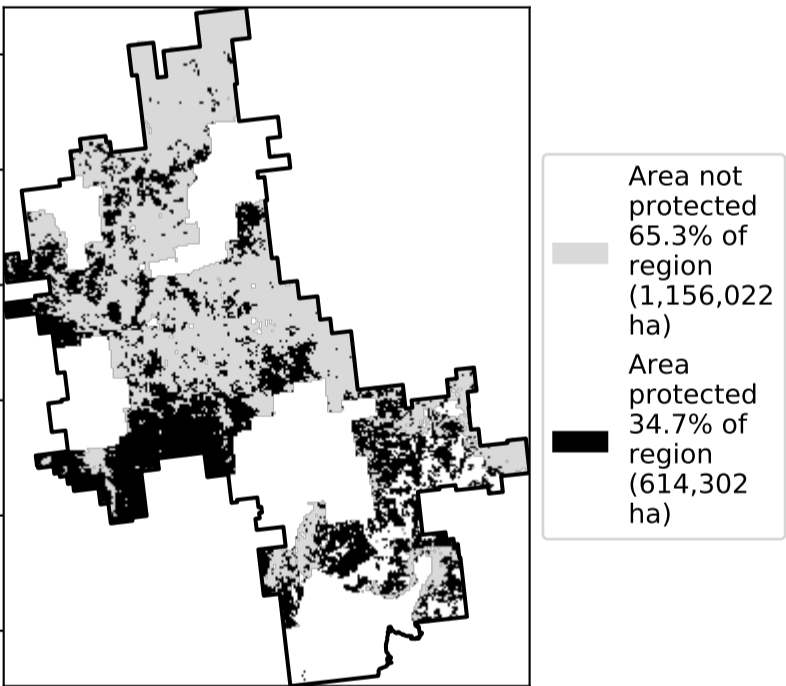 Area not
protected
65.3% of
region
(1,156,022
ha)
Area
protected
34.7% of
region
(614,302
ha)